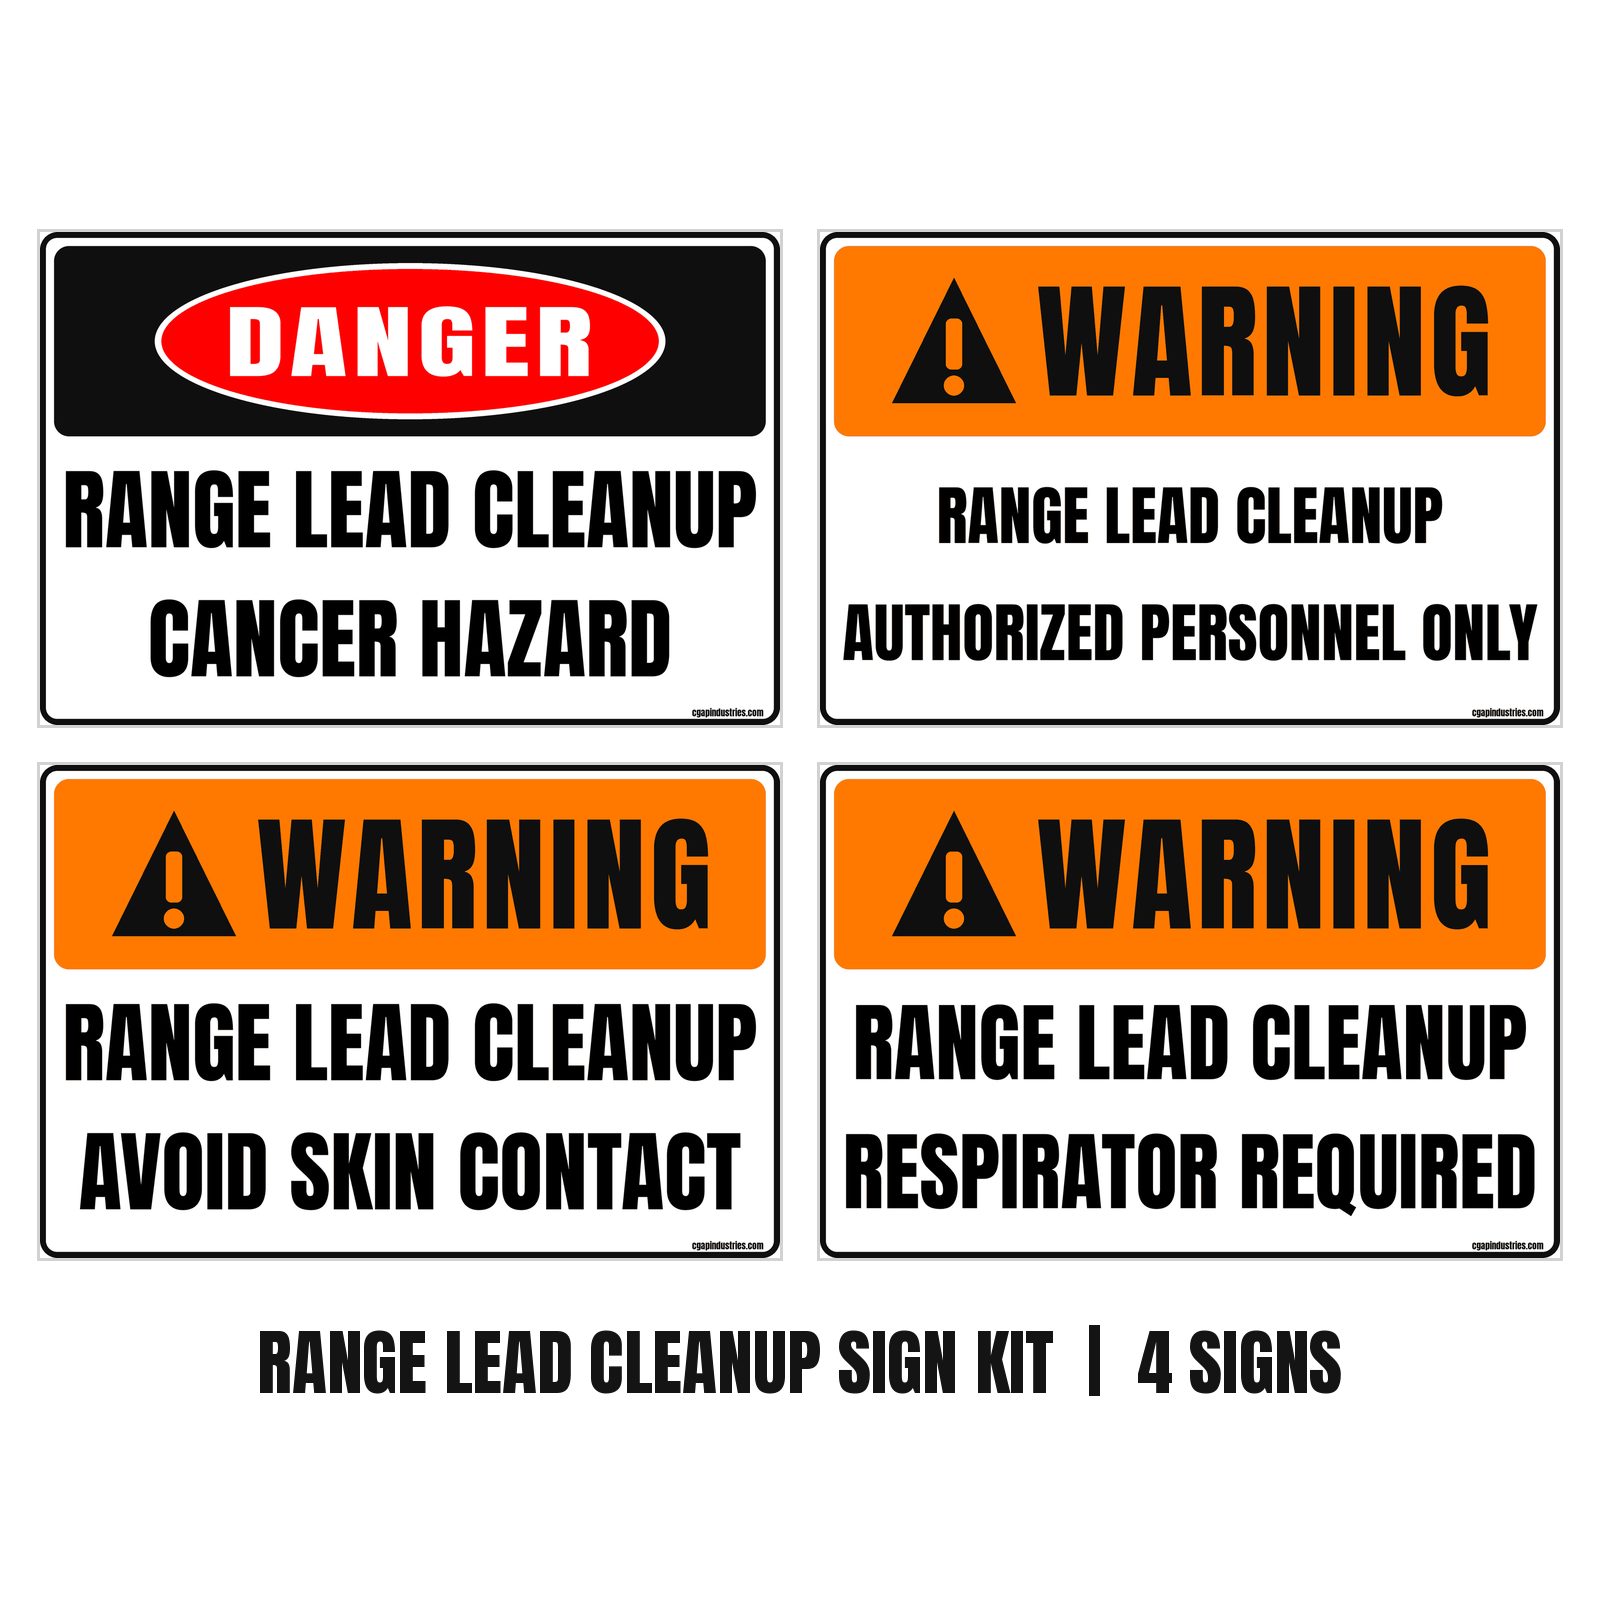 DANGER
RANGE LEAD CLEANUP
CANCER HAZARD
cgapindustries.com
WARNING
RANGE LEAD CLEANUP
AUTHORIZED PERSONNEL ONLY
cgapindustries.com
WARNING
RANGE LEAD CLEANUP
AVOID SKIN CONTACT
cgapindustries.com
WARNING
RANGE LEAD CLEANUP
RESPIRATOR REQUIRED
cgapindustries.com
RANGE LEAD CLEANUP SIGN KIT | 4 SIGNS